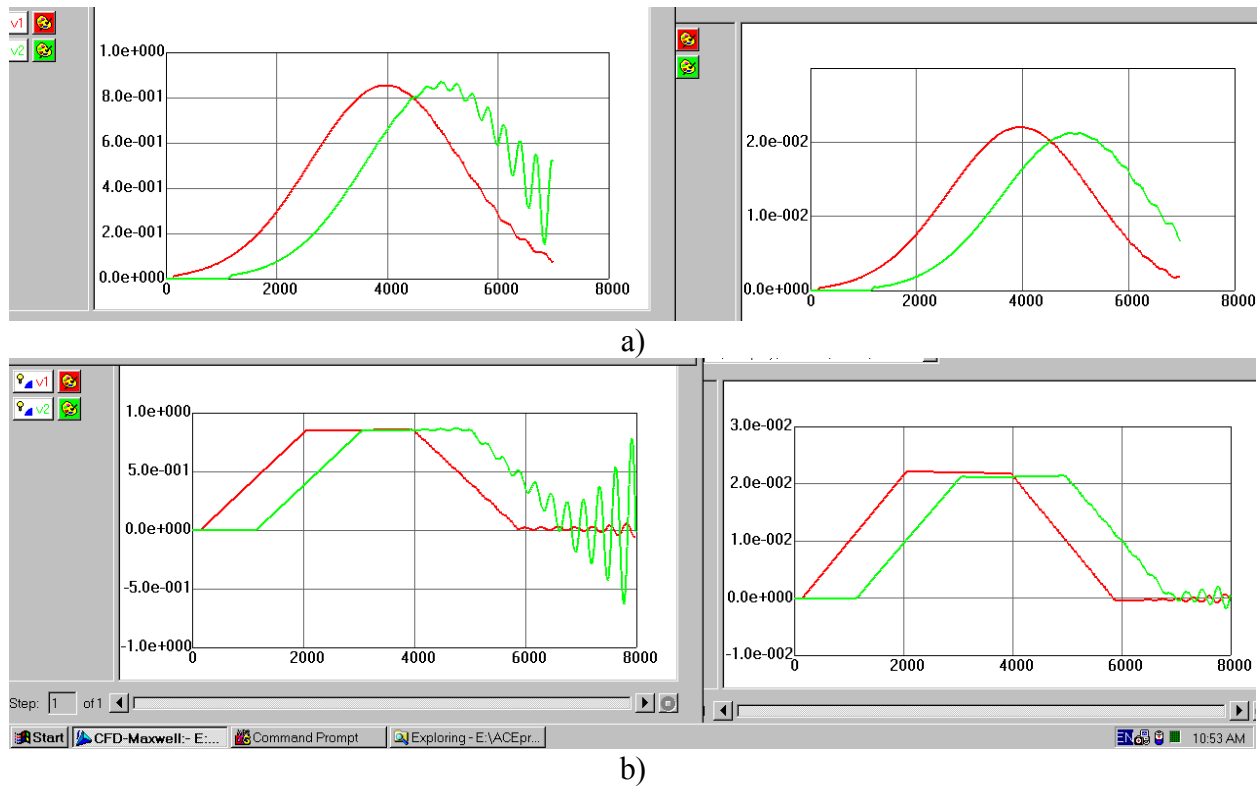 v1
v2
1.0e+000
8.0e-001
6.0e-001
4.0e-001
2.0e-001
0.0e+000
0 2000 4000 6000 8000
2.0e-002
1.0e-002
0.0e+000
0 2000 4000 6000 8000
a)
v1
v2
1.0e+000
5.0e-001
0.0e+000
-5.0e-001
-1.0e+000
0 2000 4000 6000 8000
3.0e-002
2.0e-002
1.0e-002
0.0e+000
-1.0e-002
0 2000 4000 6000 8000
Step: 1 of 1
Start CFD-Maxwell:- E:... Command Prompt Exploring - E:\ACEpr... EN 10:53 AM
b)